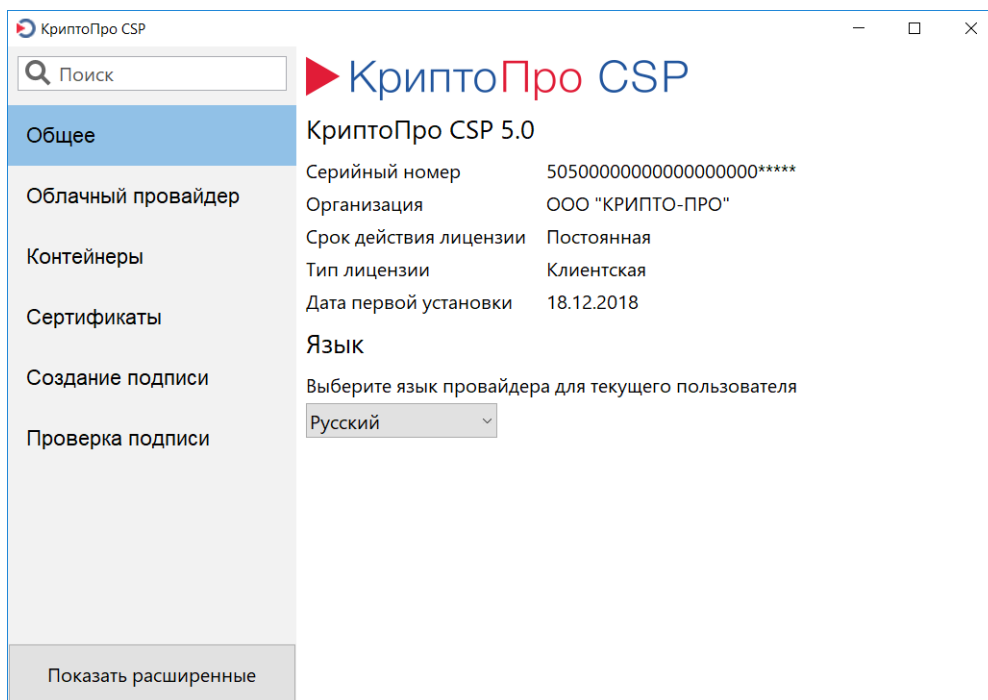 КриптоПро CSP
Поиск
Общее
Облачный провайдер
Контейнеры
Сертификаты
Создание подписи
Проверка подписи
Показать расширенные
КриптоПро CSP
КриптоПро CSP 5.0
Серийный номер 50500000000000000000*****
Организация ООО "КРИПТО-ПРО"
Срок действия лицензии Постоянная
Тип лицензии Клиентская
Дата первой установки 18.12.2018
Язык
Выберите язык провайдера для текущего пользователя
Русский